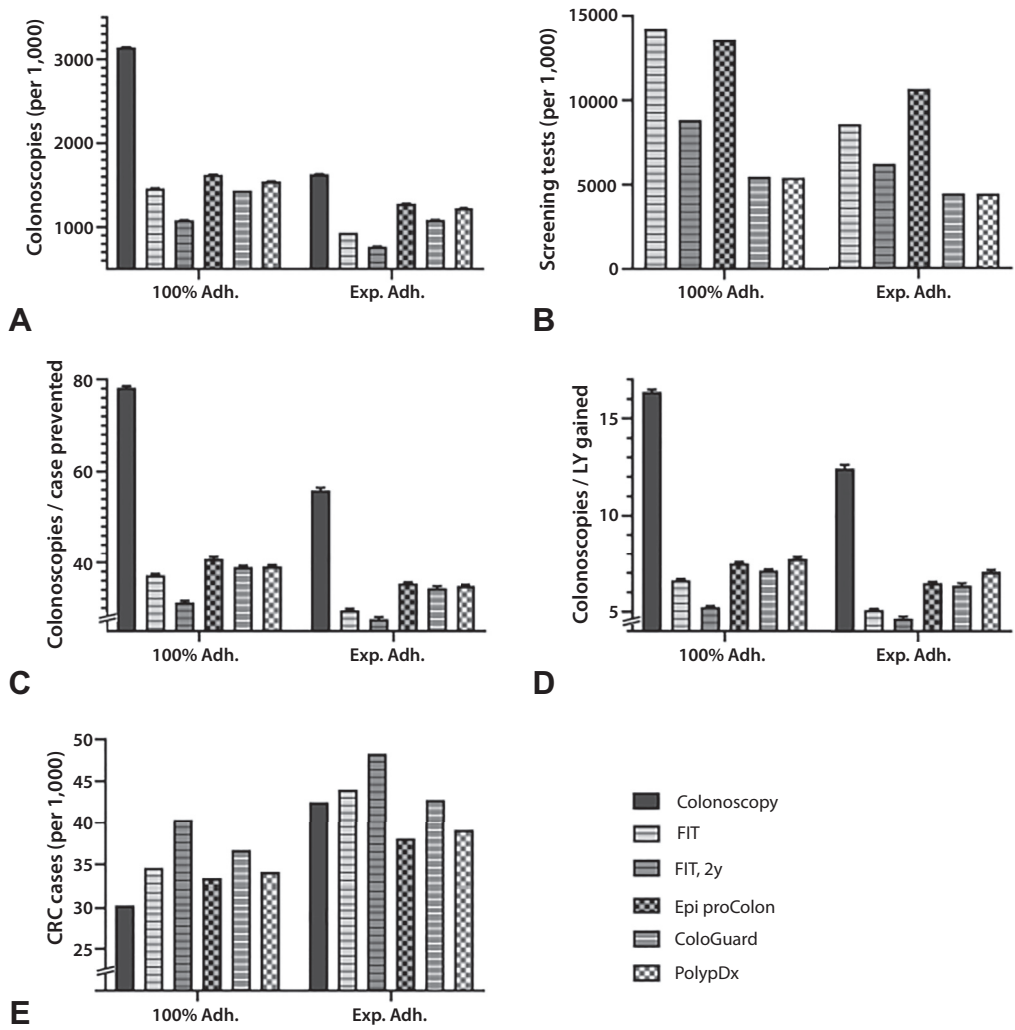 Colonoscopies (per 1,000)
3000
2000
1000
100% Adh.
Exp. Adh.
A
Screening tests (per 1,000)
15000
10000
5000
0
100% Adh.
Exp. Adh.
B
Colonoscopies / case prevented
80
60
40
100% Adh.
Exp. Adh.
C
Colonoscopies / LY gained
15
10
5
100% Adh.
Exp. Adh.
D
CRC cases (per 1,000)
50
45
40
35
30
25
100% Adh.
Exp. Adh.
E
Colonoscopy
FIT
FIT, 2y
Epi proColon
ColoGuard
PolypDx